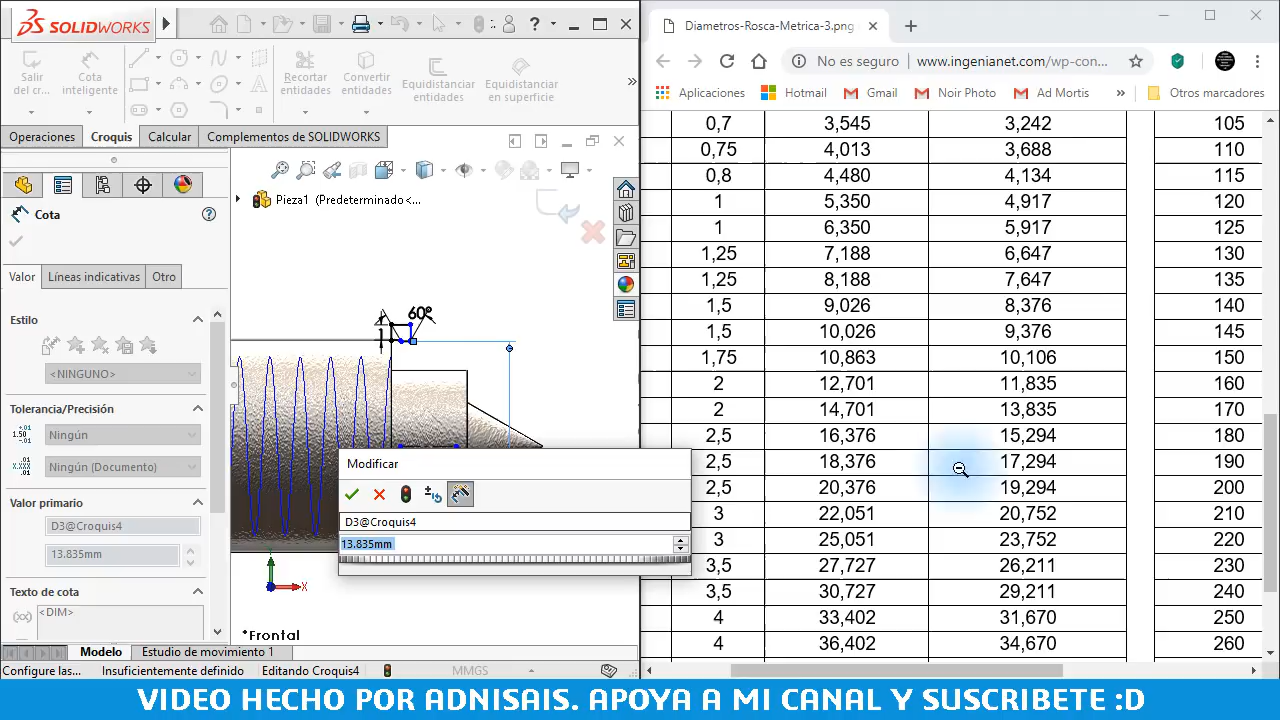 SOLIDWORKS
Salir del cr...
Cota inteligente
Recortar entidades
Convertir entidades
Equidistanciar entidades
Equidistanciar en superficie
Operaciones
Croquis
Calcular
Complementos de SOLIDWORKS
Pieza1 (Predeterminado<...
Cota
Valor
Líneas indicativas
Otro
Estilo
<NINGUNO>
Tolerancia/Precisión
Ningún
Ningún (Documento)
Valor primario
D3@Croquis4
13.835mm
Texto de cota
<DIM>
60°
1
Modificar
D3@Croquis4
13.835mm
Y
X
*Frontal
Modelo
Estudio de movimiento 1
Configure las...
Insuficientemente definido
Editando Croquis4
MMGS
Diametros-Rosca-Metrica-3.png
No es seguro
www.ingenianet.com/wp-con...
Aplicaciones
Hotmail
Gmail
Noir Photo
Ad Mortis
»
Otros marcadores
0,7 3,545 3,242 105
0,75 4,013 3,688 110
0,8 4,480 4,134 115
1 5,350 4,917 120
1 6,350 5,917 125
1,25 7,188 6,647 130
1,25 8,188 7,647 135
1,5 9,026 8,376 140
1,5 10,026 9,376 145
1,75 10,863 10,106 150
2 12,701 11,835 160
2 14,701 13,835 170
2,5 16,376 15,294 180
2,5 18,376 17,294 190
2,5 20,376 19,294 200
3 22,051 20,752 210
3 25,051 23,752 220
3,5 27,727 26,211 230
3,5 30,727 29,211 240
4 33,402 31,670 250
4 36,402 34,670 260
VIDEO HECHO POR ADNISAIS. APOYA A MI CANAL Y SUSCRIBETE :D